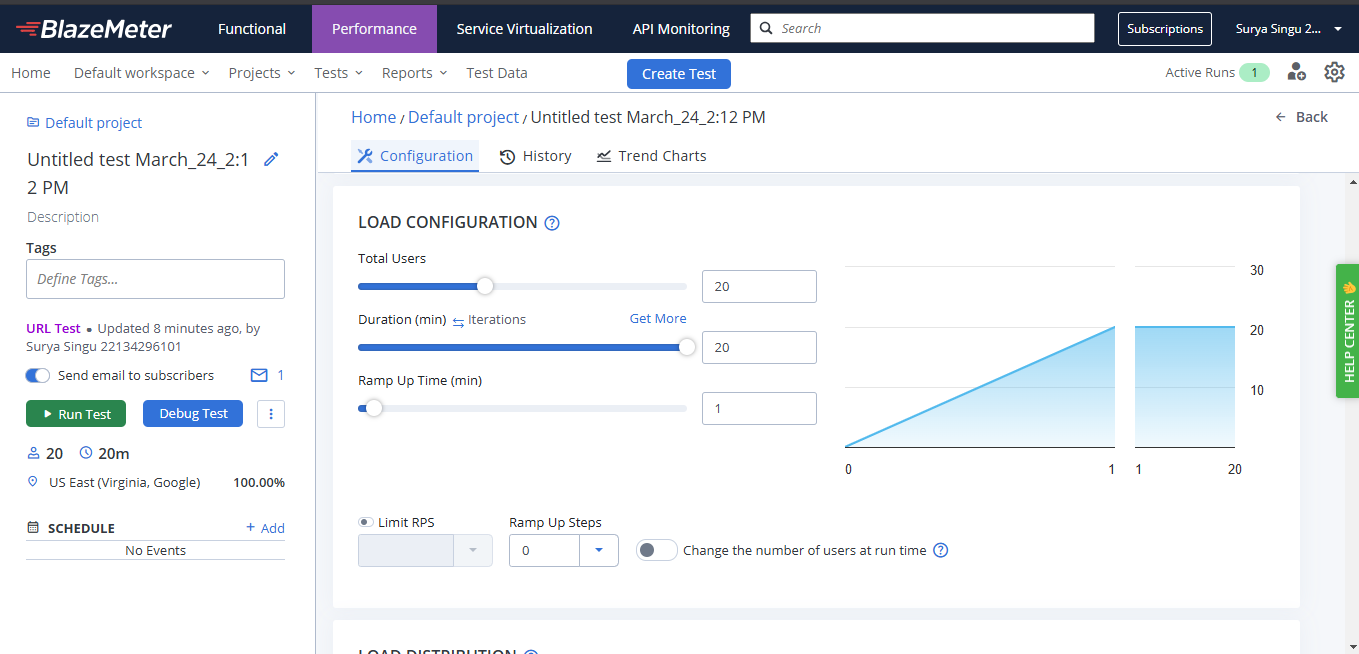 BlazeMeter
Functional
Performance
Service Virtualization
API Monitoring
Search
Subscriptions
Surya Singu 2...
Home
Default workspace
Projects
Tests
Reports
Test Data
Create Test
Active Runs 1
Default project
Untitled test March_24_2:1
2 PM
Description
Tags
Define Tags...
URL Test • Updated 8 minutes ago, by
Surya Singu 22134296101
Send email to subscribers
1
Run Test
Debug Test
20
20m
US East (Virginia, Google)
100.00%
SCHEDULE
+ Add
No Events
Home / Default project / Untitled test March_24_2:12 PM
Back
Configuration
History
Trend Charts
LOAD CONFIGURATION ?
Total Users
20
Duration (min)
Iterations
Get More
20
Ramp Up Time (min)
1
30
20
10
0
1
1
20
Limit RPS
Ramp Up Steps
0
Change the number of users at run time ?
LOAD DISTRIBUTION
HELP CENTER